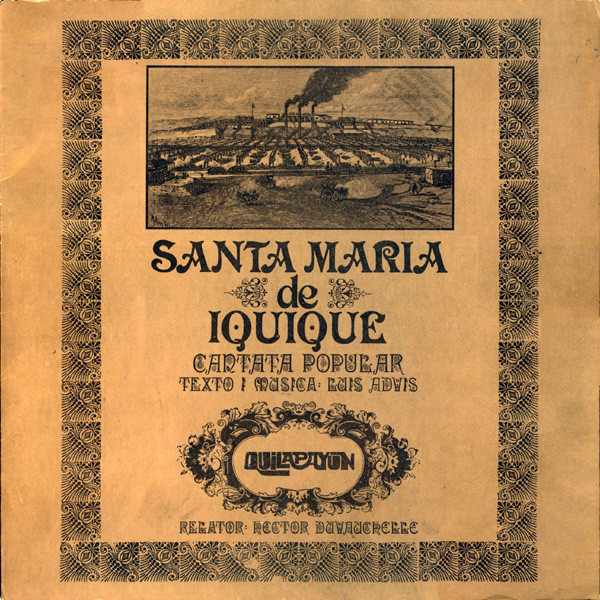 SANTA MARIA
de
IQUIQUE
CANTATA POPULAR
TEXTO I MUSICA: LUIS ADVIS
QUILAPAYUN
RELATOR: HECTOR DUVAUCHELLE